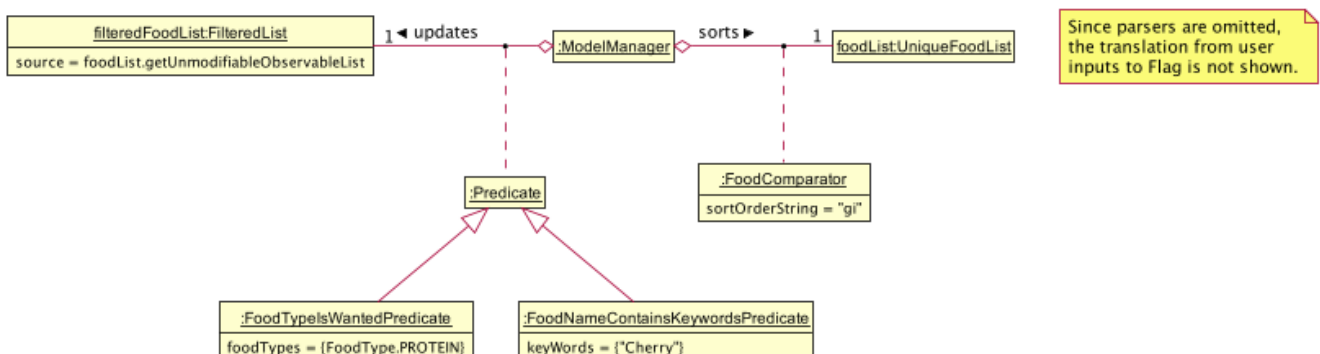 filteredFoodList:FilteredList
source = foodList.getUnmodifiableObservableList
1 ◀ updates
:ModelManager
sorts ▶ 1
foodList:UniqueFoodList
Since parsers are omitted,
the translation from user
inputs to Flag is not shown.
:Predicate
:FoodComparator
sortOrderString = "gi"
:FoodTypeIsWantedPredicate
foodTypes = {FoodType.PROTEIN}
:FoodNameContainsKeywordsPredicate
keyWords = {"Cherry"}